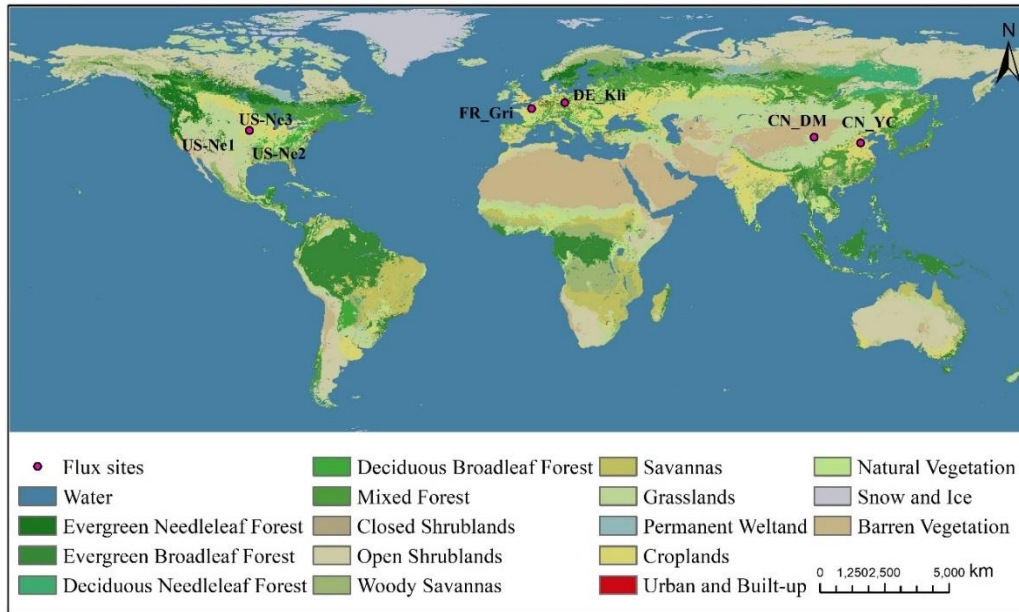 N
DE_Kli
FR_Gri
US-Ne3
CN_DM
CN_YC
US-Ne1
US-Ne2
Flux sites
Water
Evergreen Needleleaf Forest
Evergreen Broadleaf Forest
Deciduous Needleleaf Forest
Deciduous Broadleaf Forest
Mixed Forest
Closed Shrublands
Open Shrublands
Woody Savannas
Savannas
Grasslands
Permanent Weltand
Croplands
Urban and Built-up
Natural Vegetation
Snow and Ice
Barren Vegetation
0 1,250 2,500 5,000 km